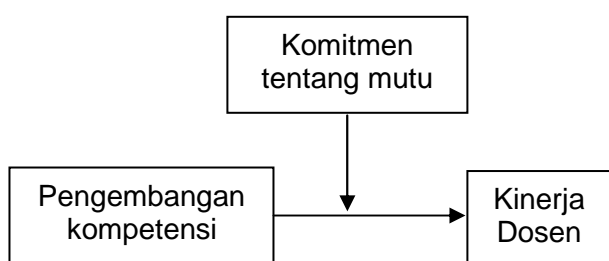 Komitmen
tentang mutu
Pengembangan
kompetensi
Kinerja
Dosen